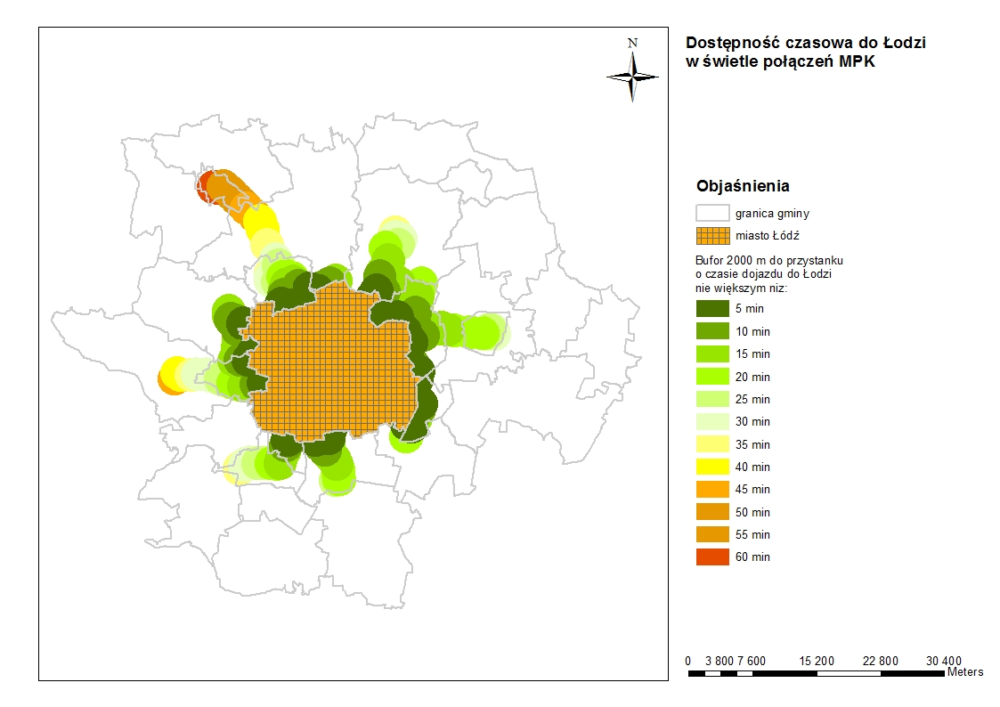 N
Dostępność czasowa do Łodzi
w świetle połączeń MPK
Objaśnienia
granica gminy
miasto Łódź
Bufor 2000 m do przystanku
o czasie dojazdu do Łodzi
nie większym niz:
5 min
10 min
15 min
20 min
25 min
30 min
35 min
40 min
45 min
50 min
55 min
60 min
0 3 800 7 600 15 200 22 800 30 400
Meters